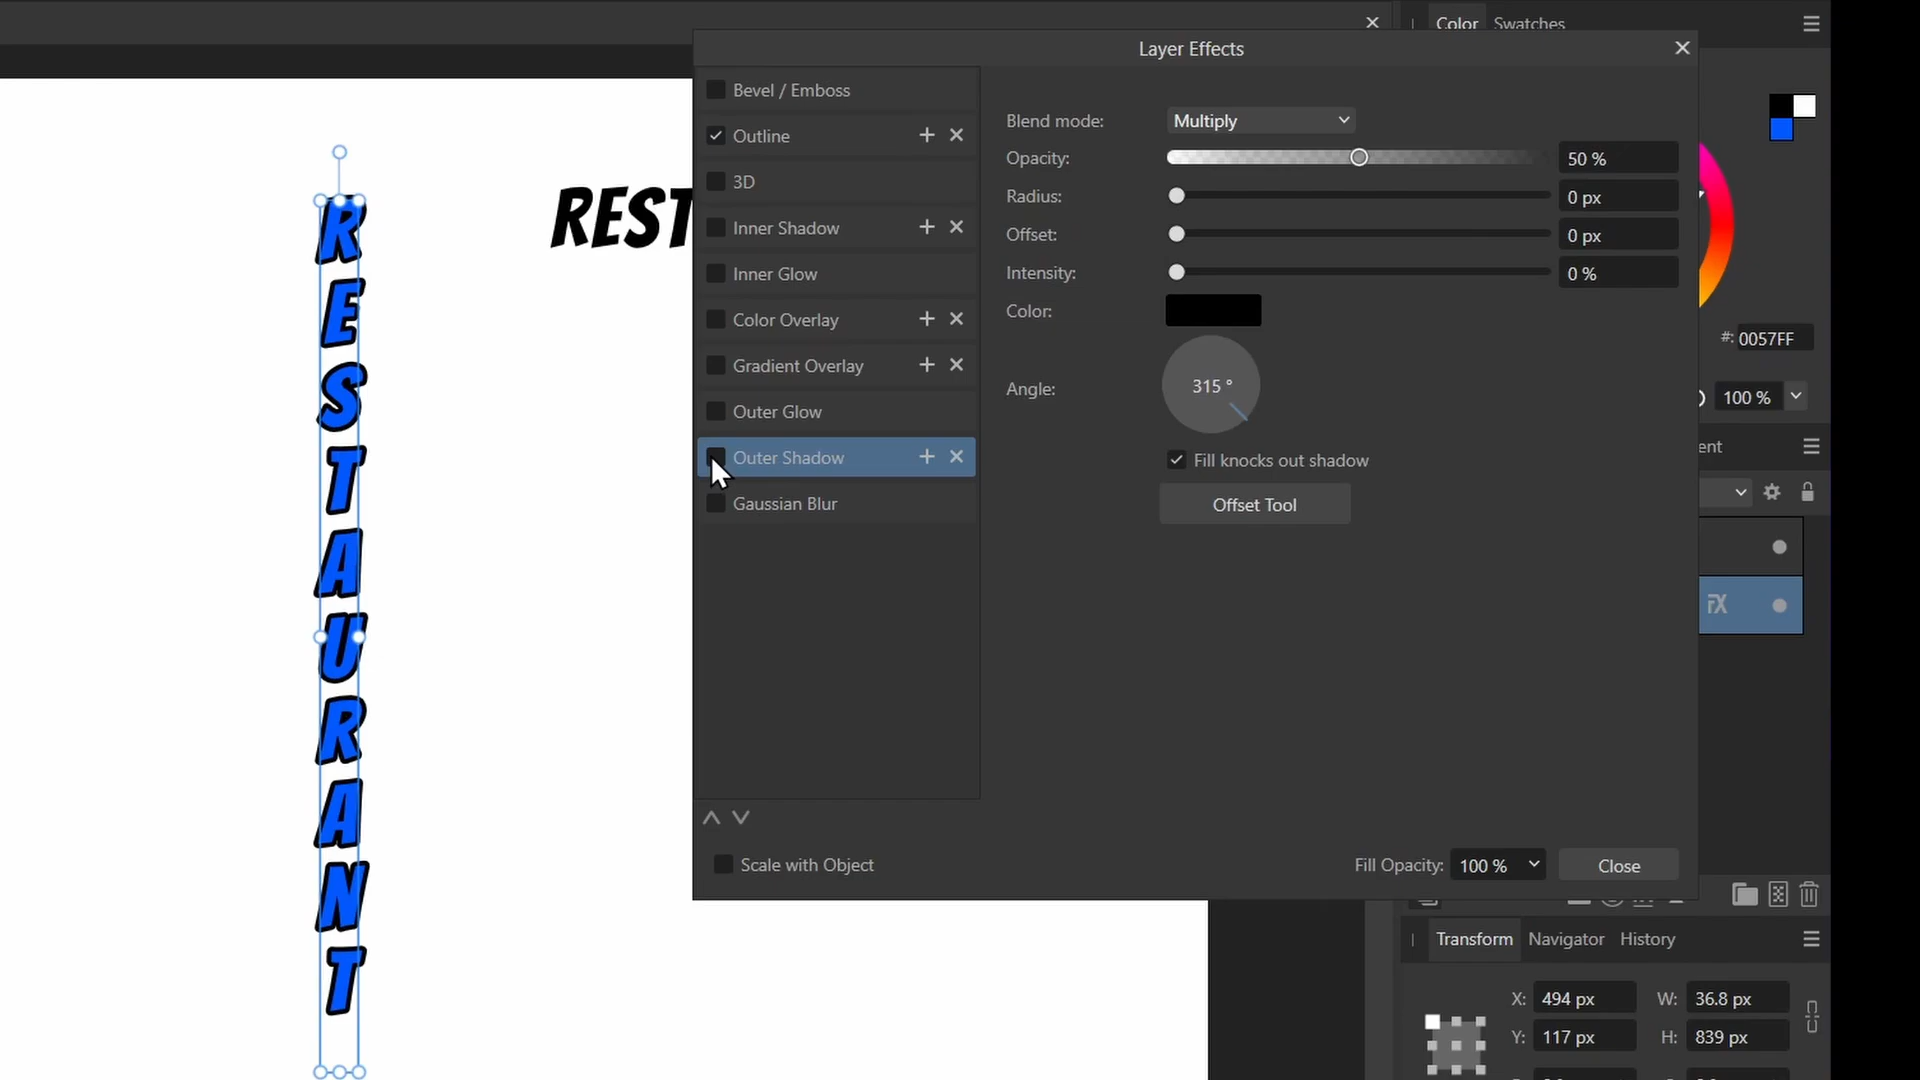 Color Swatches
Layer Effects
Bevel / Emboss
Outline
3D
Inner Shadow
Inner Glow
Color Overlay
Gradient Overlay
Outer Glow
Outer Shadow
Gaussian Blur
Scale with Object
Blend mode: Multiply
Opacity: 50 %
Radius: 0 px
Offset: 0 px
Intensity: 0 %
Color:
Angle: 315 °
Fill knocks out shadow
Offset Tool
Fill Opacity: 100 %
Close
RESTAURANT
REST
#: 0057FF
100 %
ent
FX
Transform Navigator History
X: 494 px W: 36.8 px
Y: 117 px H: 839 px